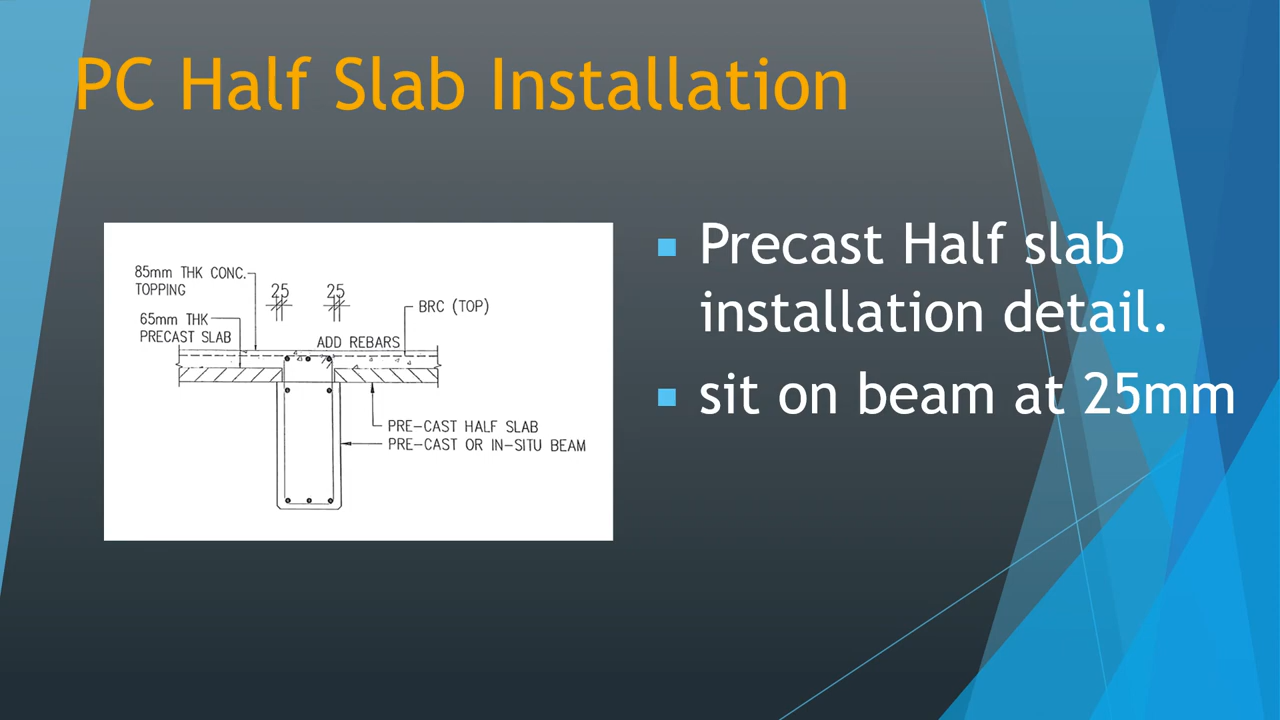 PC Half Slab Installation
85mm THK CONC.
TOPPING
25
25
65mm THK
PRECAST SLAB
BRC (TOP)
ADD REBARS
PRE-CAST HALF SLAB
PRE-CAST OR IN-SITU BEAM
Precast Half slab
installation detail.
sit on beam at 25mm